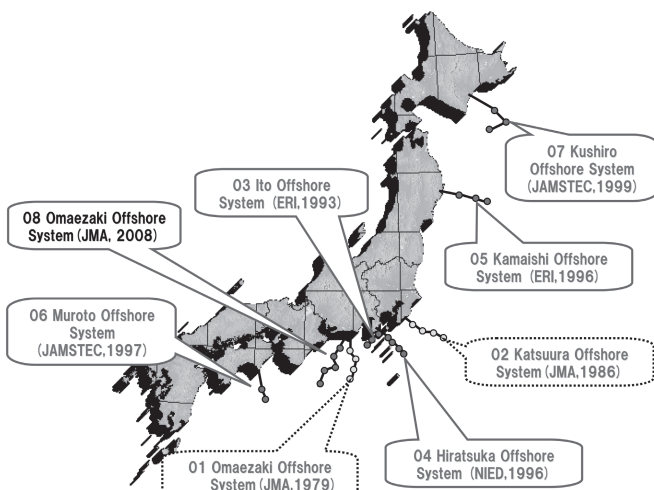 07 Kushiro
Offshore System
(JAMSTEC,1999)
03 Ito Offshore
System (ERI,1993)
08 Omaezaki Offshore
System (JMA, 2008)
05 Kamaishi Offshore
System (ERI,1996)
06 Muroto Offshore
System
(JAMSTEC,1997)
02 Katsuura Offshore
System (JMA,1986)
04 Hiratsuka Offshore
System (NIED,1996)
01 Omaezaki Offshore
System (JMA,1979)